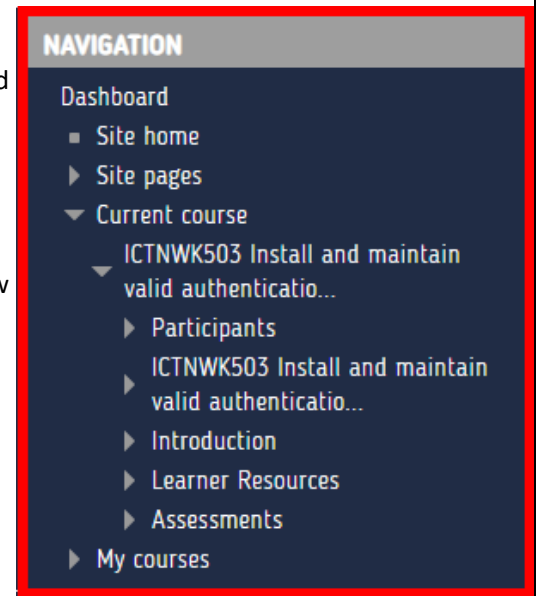 NAVIGATION
d
Dashboard
Site home
Site pages
Current course
ICTNWK503 Install and maintain
valid authenticatio...
w
Participants
ICTNWK503 Install and maintain
valid authenticatio...
Introduction
Learner Resources
Assessments
My courses